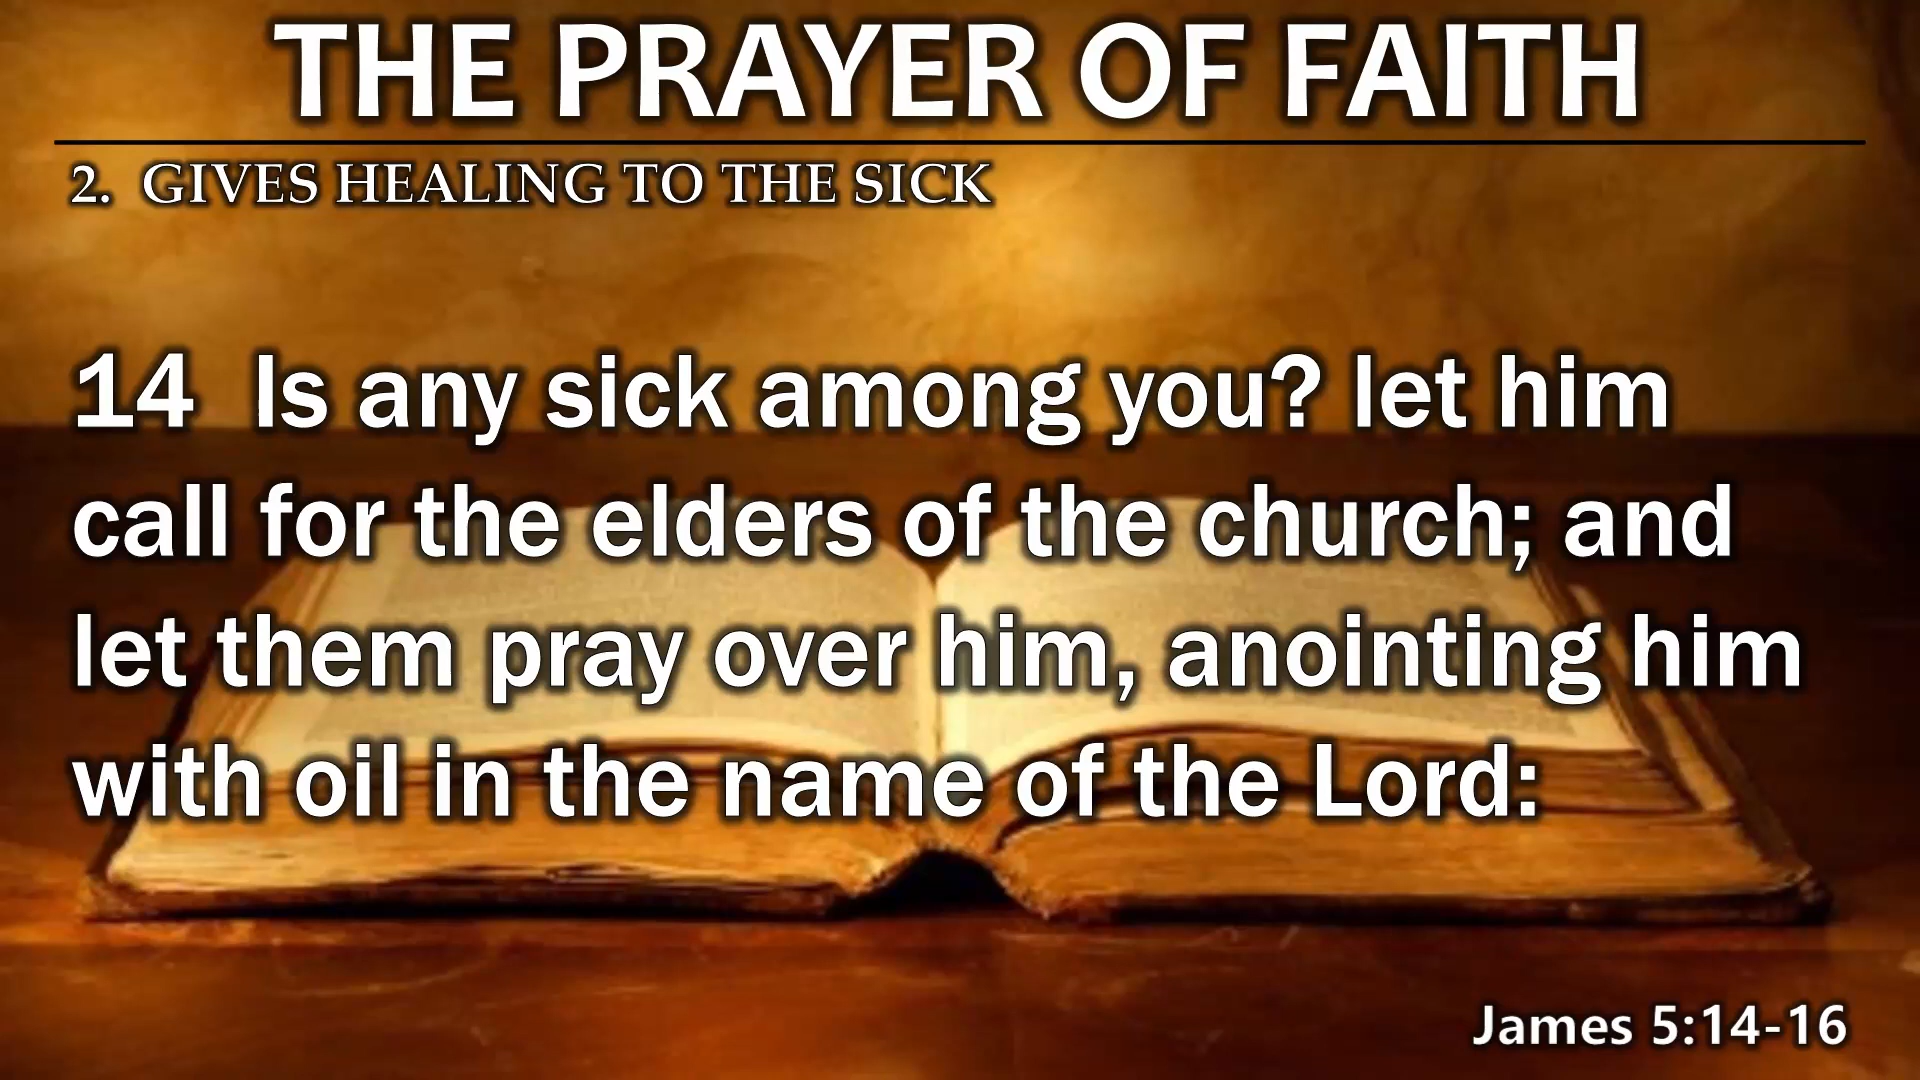 THE PRAYER OF FAITH
2. GIVES HEALING TO THE SICK
14 Is any sick among you? let him
call for the elders of the church; and
let them pray over him, anointing him
with oil in the name of the Lord:
James 5:14-16